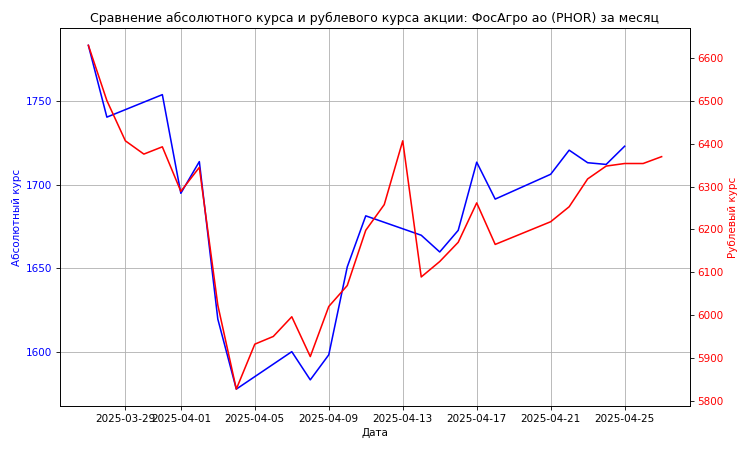 Сравнение абсолютного курса и рублевого курса акции: ФосАгро ао (PHOR) за месяц
Абсолютный курс
1750
1700
1650
1600
6600
6500
6400
6300
6200
6100
6000
5900
5800
Рублевый курс
2025-03-29 2025-04-01 2025-04-05 2025-04-09 2025-04-13 2025-04-17 2025-04-21 2025-04-25
Дата